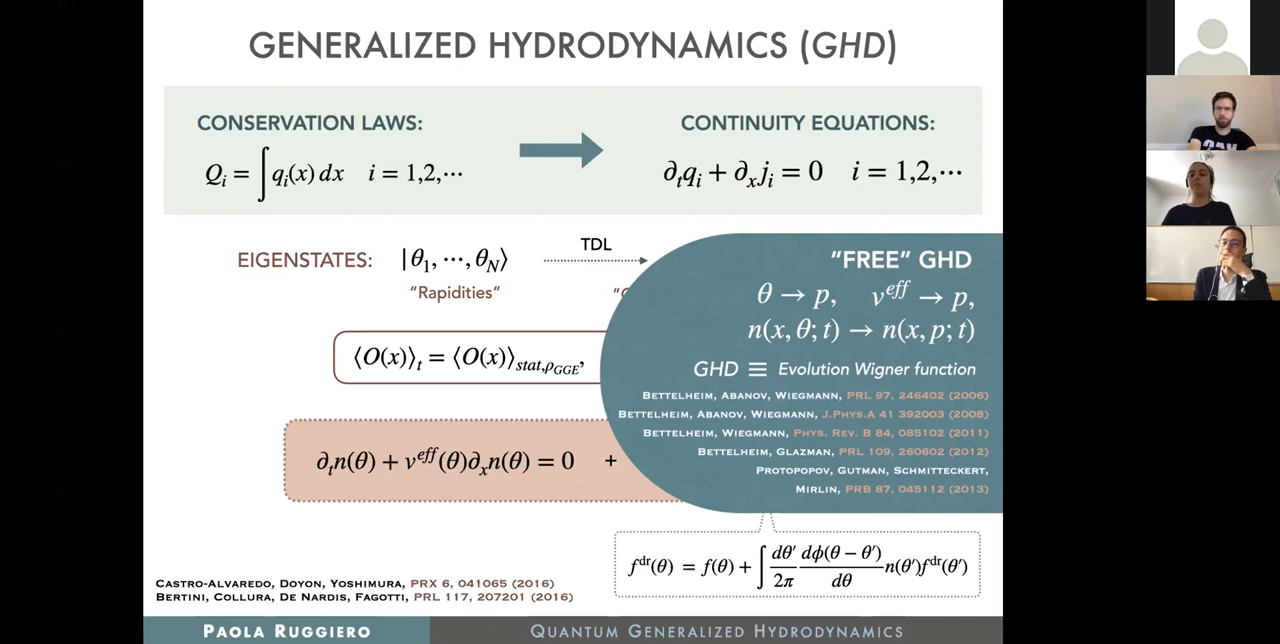 GENERALIZED HYDRODYNAMICS (GHD)
CONSERVATION LAWS:
Q_i = ∫ q_i(x) dx   i = 1,2,⋯
CONTINUITY EQUATIONS:
∂_t q_i + ∂_x j_i = 0   i = 1,2,⋯
EIGENSTATES:   |θ_1, ⋯, θ_N⟩
TDL
"Rapidities"
⟨O(x)⟩_t = ⟨O(x)⟩_{stat,ρ_GGE},
∂_t n(θ) + v^eff(θ)∂_x n(θ) = 0   +
"FREE" GHD
θ → p,   v^eff → p,
n(x, θ; t) → n(x, p; t)
GHD ≡ Evolution Wigner function
BETTELHEIM, ABANOV, WIEGMANN, PRL 97, 246402 (2006)
BETTELHEIM, ABANOV, WIEGMANN, J.PHYS.A 41 392003 (2008)
BETTELHEIM, WIEGMANN, PHYS. REV. B 84, 085102 (2011)
BETTELHEIM, GLAZMAN, PRL 109, 260602 (2012)
PROTOPOPOV, GUTMAN, SCHMITTECKERT,
MIRLIN, PRB 87, 045112 (2013)
f^dr(θ) = f(θ) + ∫ dθ′/2π dϕ(θ − θ′)/dθ n(θ′)f^dr(θ′)
CASTRO-ALVAREDO, DOYON, YOSHIMURA, PRX 6, 041065 (2016)
BERTINI, COLLURA, DE NARDIS, FAGOTTI, PRL 117, 207201 (2016)
PAOLA RUGGIERO
QUANTUM GENERALIZED HYDRODYNAMICS